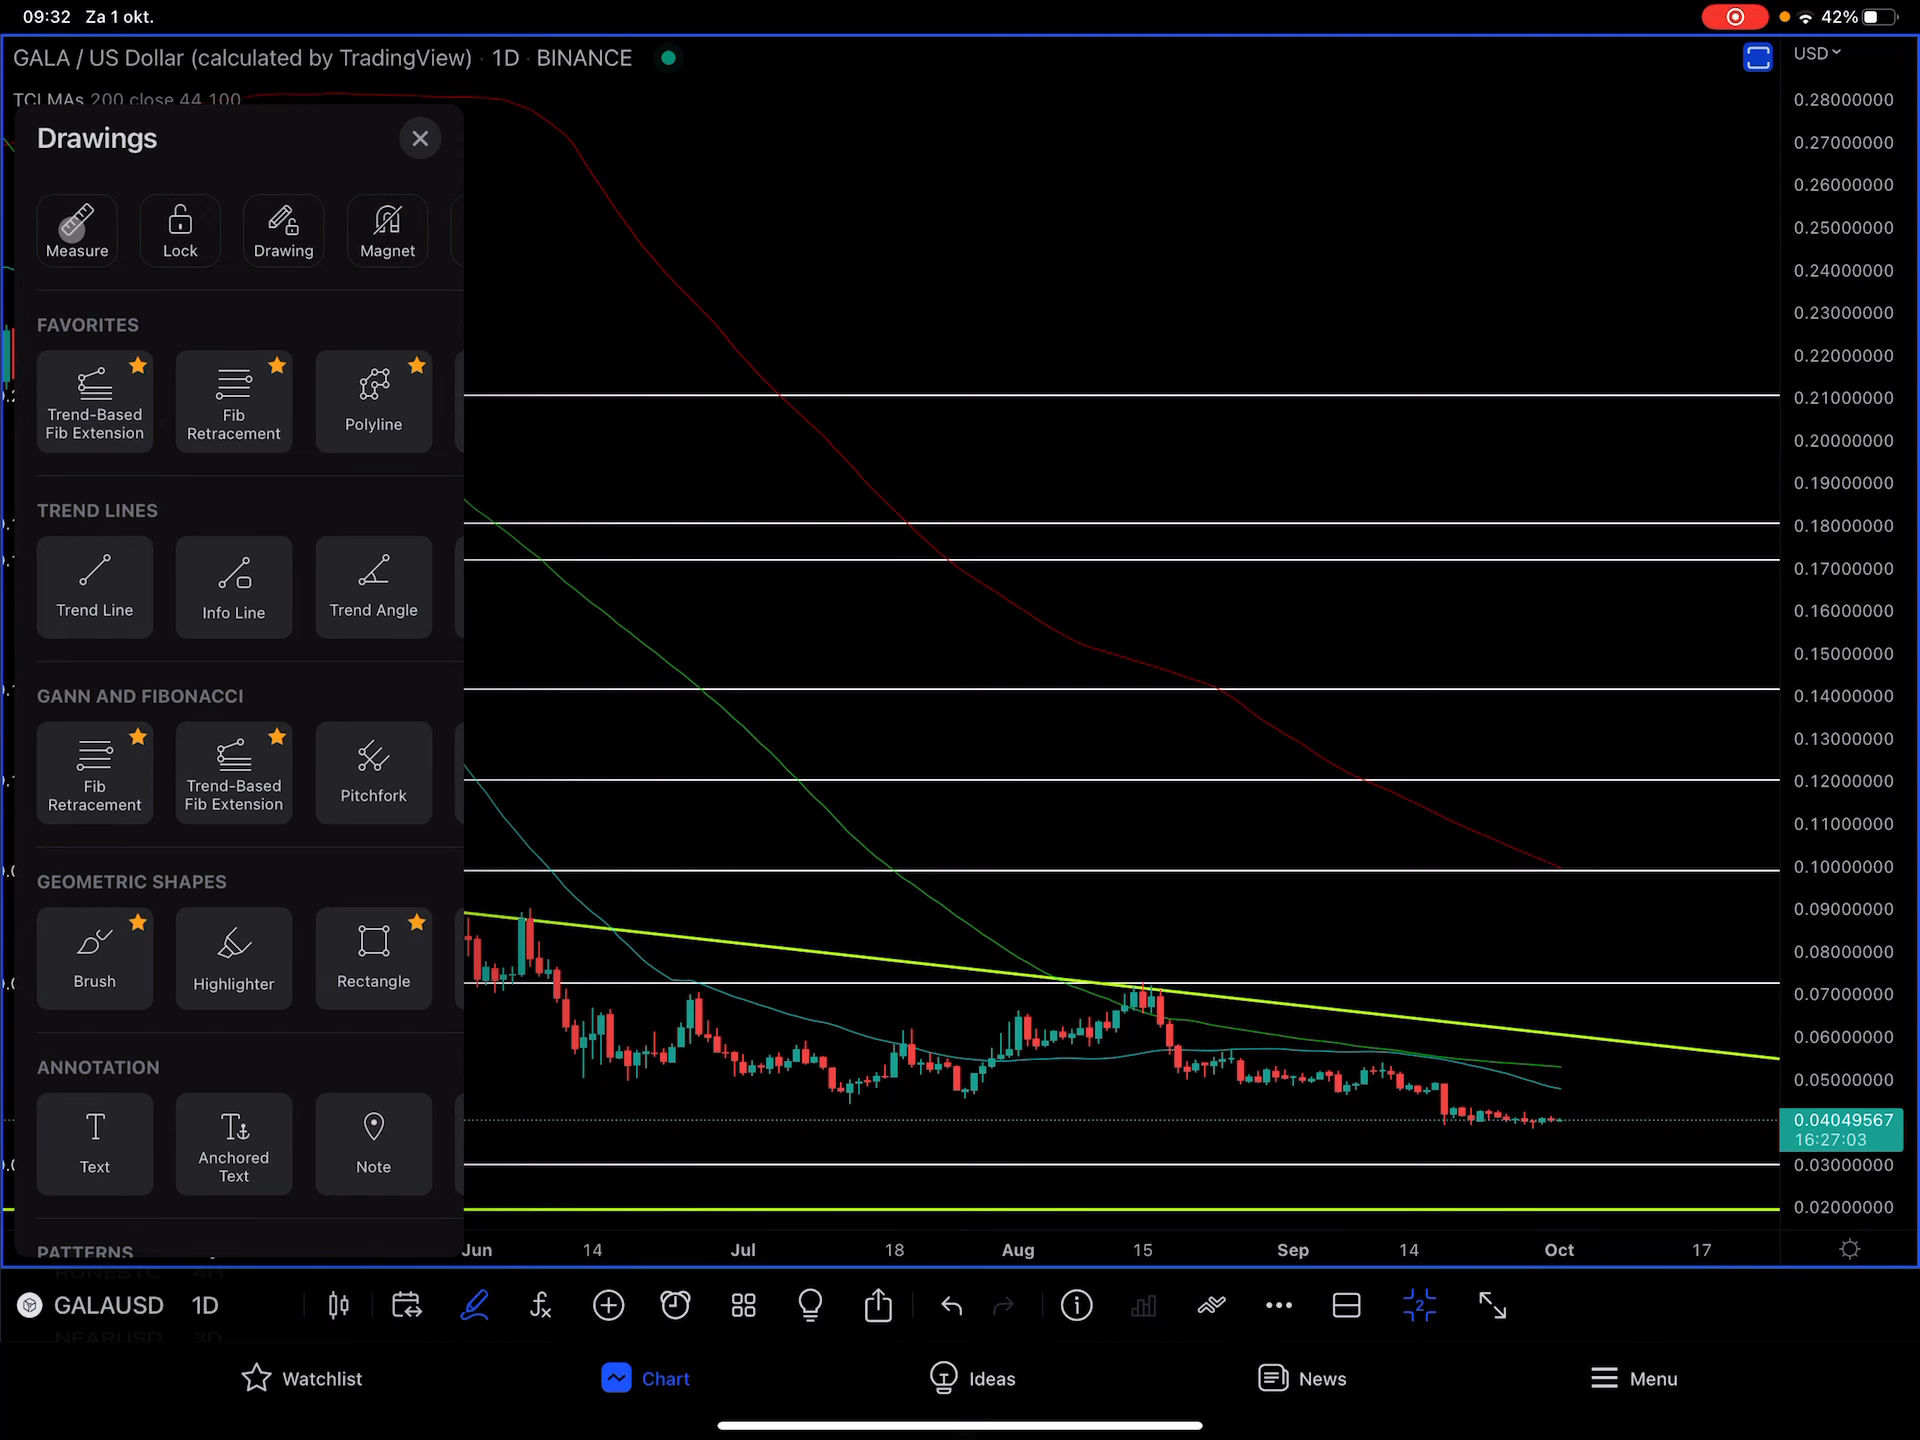 09:32 Za 1 okt.
42%
GALA / US Dollar (calculated by TradingView) · 1D · BINANCE
USD
TCLMAs 200 close 44 100
Drawings
Measure
Lock
Drawing
Magnet
FAVORITES
Trend-Based
Fib Extension
Fib
Retracement
Polyline
TREND LINES
Trend Line
Info Line
Trend Angle
GANN AND FIBONACCI
Fib
Retracement
Trend-Based
Fib Extension
Pitchfork
GEOMETRIC SHAPES
Brush
Highlighter
Rectangle
ANNOTATION
Text
Anchored
Text
Note
PATTERNS
0.28000000
0.27000000
0.26000000
0.25000000
0.24000000
0.23000000
0.22000000
0.21000000
0.20000000
0.19000000
0.18000000
0.17000000
0.16000000
0.15000000
0.14000000
0.13000000
0.12000000
0.11000000
0.10000000
0.09000000
0.08000000
0.07000000
0.06000000
0.05000000
0.04049567
16:27:03
0.03000000
0.02000000
Jun 14 Jul 18 Aug 15 Sep 14 Oct 17
GALAUSD 1D
2
NEARUSD 3D
Watchlist
Chart
Ideas
News
Menu